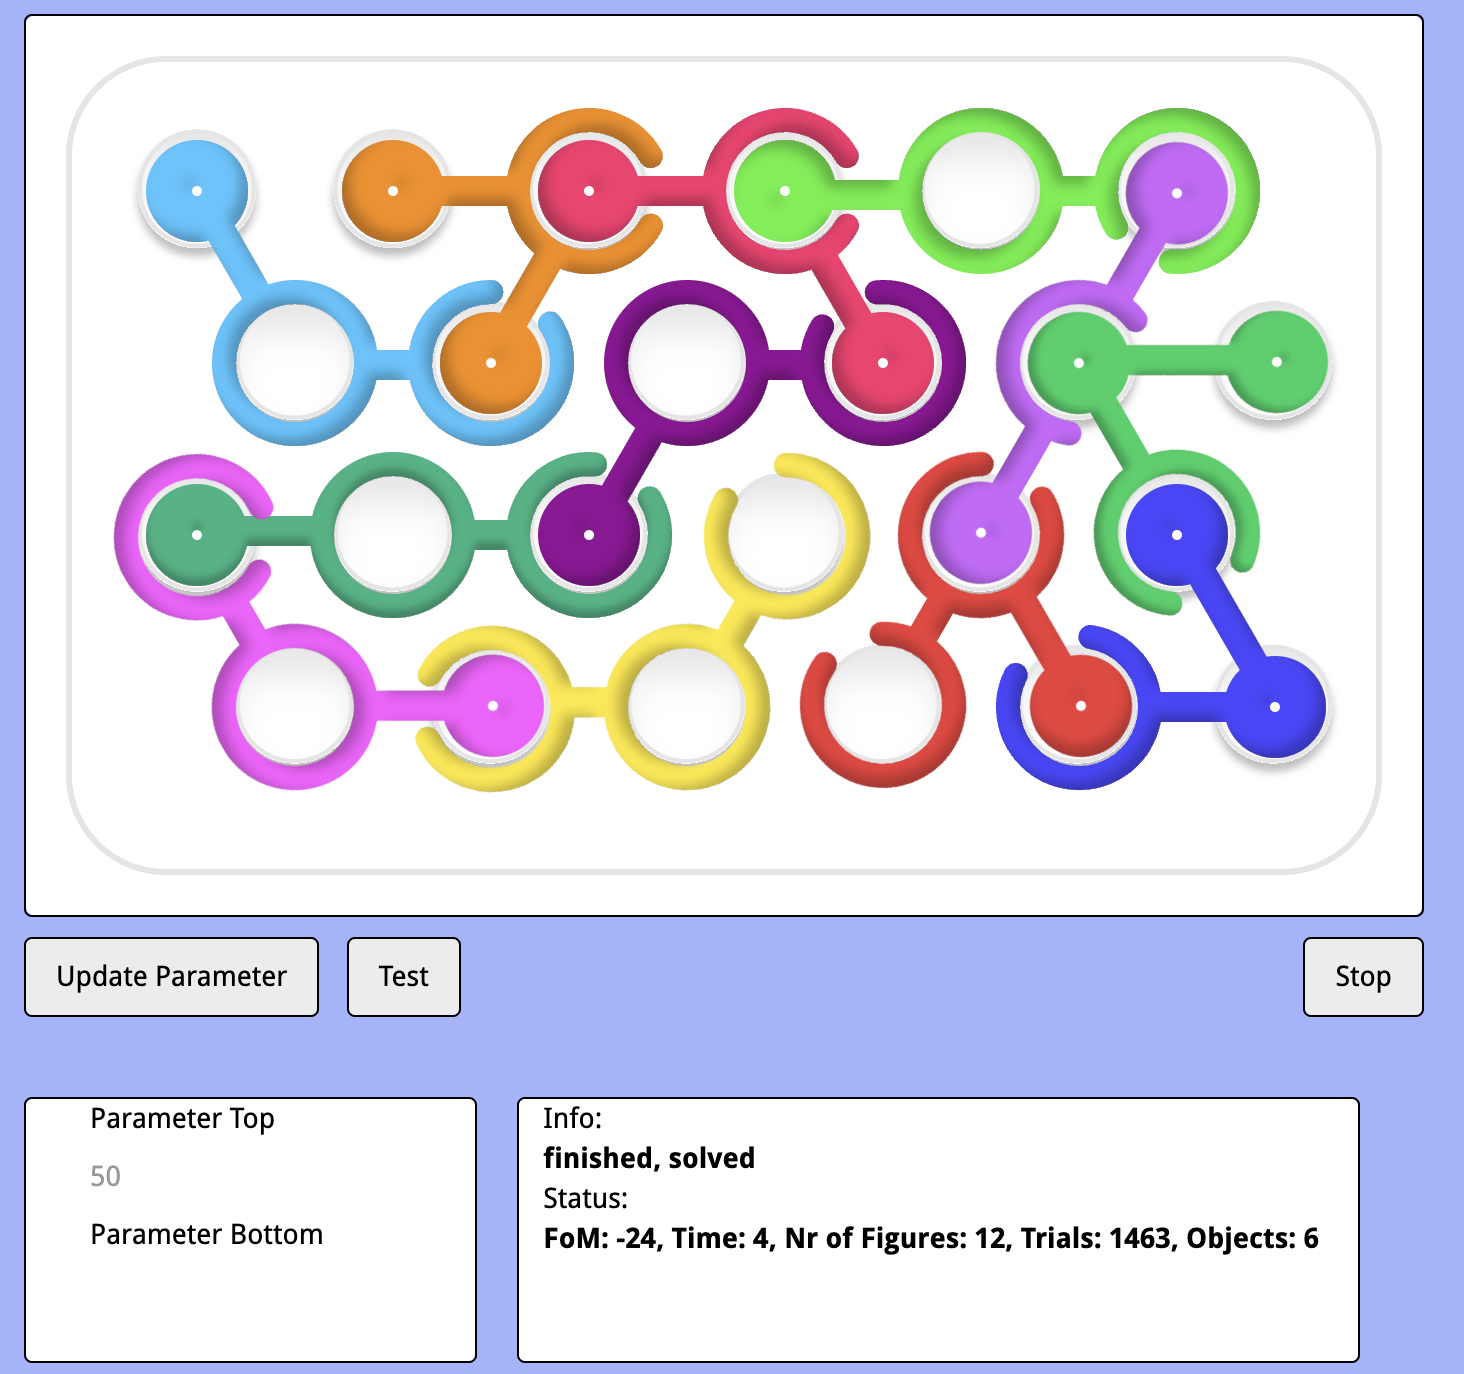 Update Parameter
Test
Stop
Parameter Top
50
Parameter Bottom
Info:
finished, solved
Status:
FoM: -24, Time: 4, Nr of Figures: 12, Trials: 1463, Objects: 6